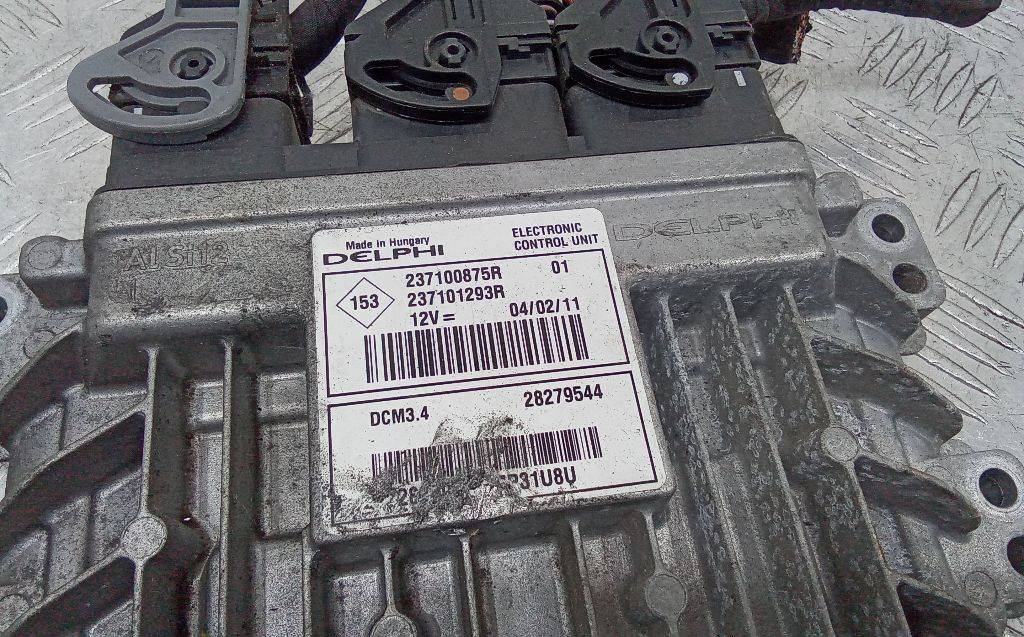 Made in Hungary
DELPHI
ELECTRONIC
CONTROL UNIT
DELPHI
153
237100875R 01
237101293R
12V = 04/02/11
DCM3.4 28279544